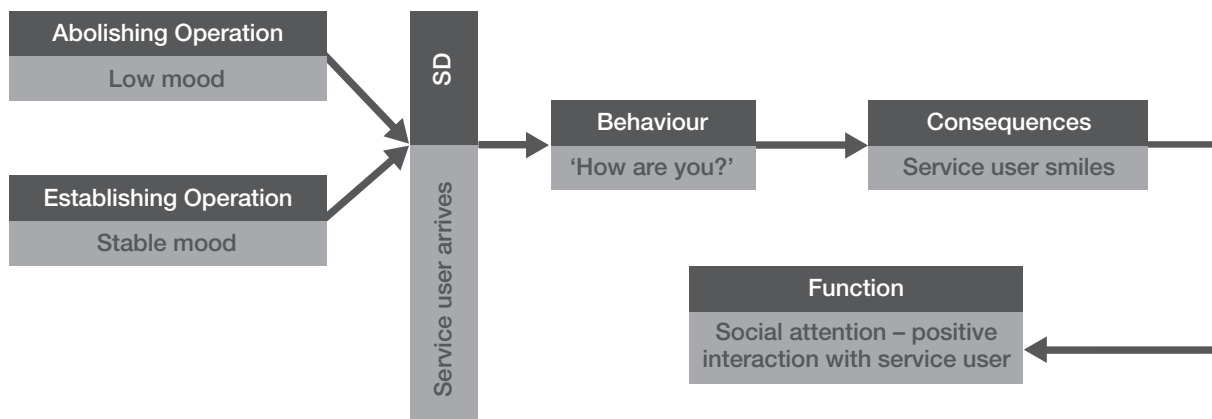 Abolishing Operation
Low mood
Establishing Operation
Stable mood
SD
Service user arrives
Behaviour
‘How are you?’
Consequences
Service user smiles
Function
Social attention – positive
interaction with service user